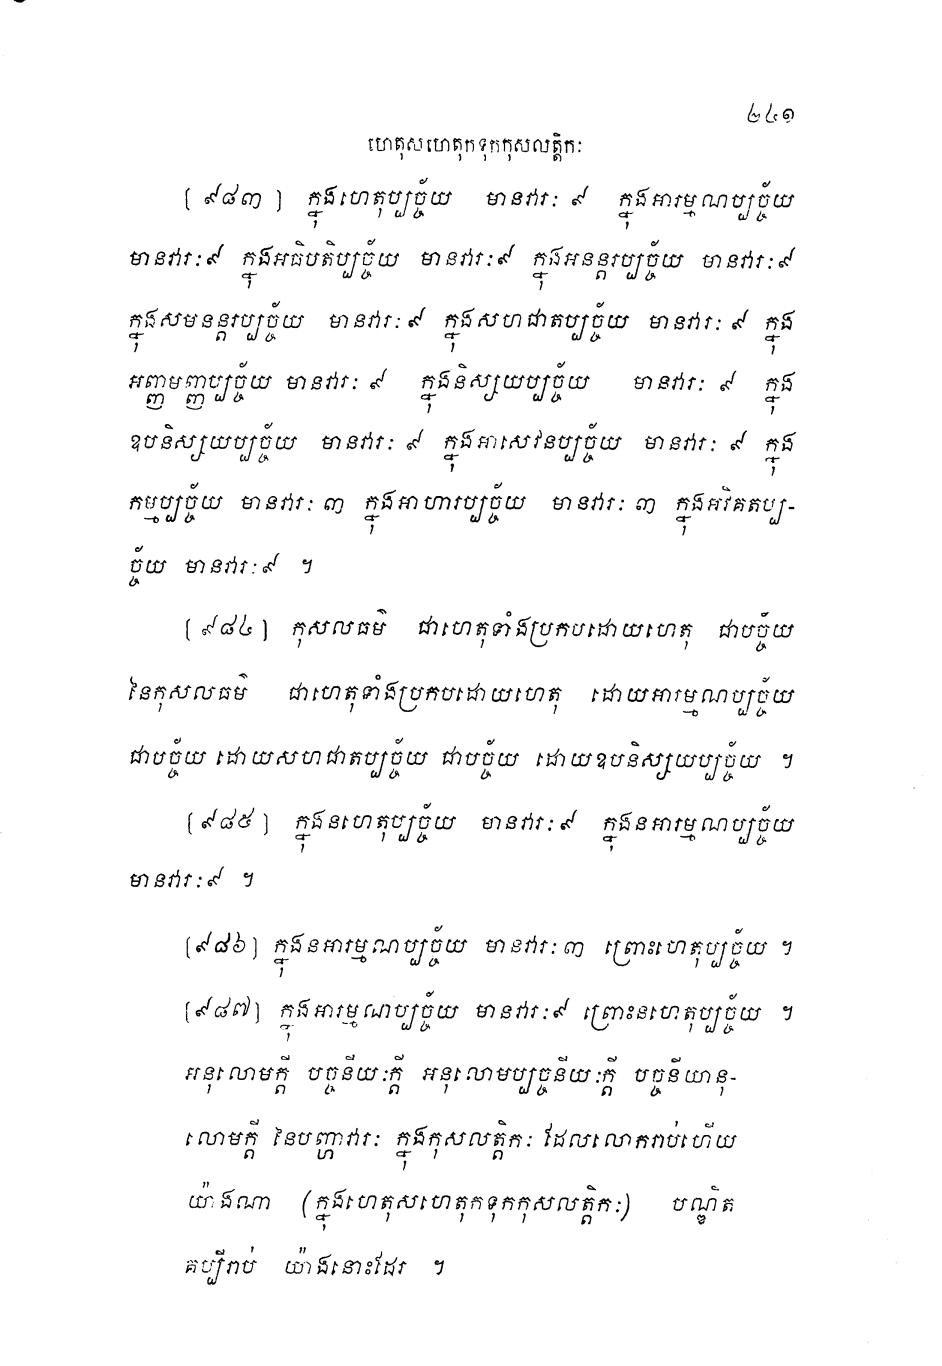 ២៤១
ហេតុសហេតុកទុកកុសលត្តិកៈ
[ ៩៨៣ ] ក្នុងហេតុប្បច្ច័យ មានវារៈ ៩ ក្នុងអារម្មណប្បច្ច័យ
មានវារៈ ៩ ក្នុងអធិបតិប្បច្ច័យ មានវារៈ ៩ ក្នុងអនន្តរប្បច្ច័យ មានវារៈ ៩
ក្នុងសមនន្តរប្បច្ច័យ មានវារៈ ៩ ក្នុងសហជាតប្បច្ច័យ មានវារៈ ៩ ក្នុង
អញ្ញមញ្ញប្បច្ច័យ មានវារៈ ៩ ក្នុងនិស្សយប្បច្ច័យ មានវារៈ ៩ ក្នុង
ឧបនិស្សយប្បច្ច័យ មានវារៈ ៩ ក្នុងអាសេវនប្បច្ច័យ មានវារៈ ៩ ក្នុង
កម្មប្បច្ច័យ មានវារៈ ៣ ក្នុងអាហារប្បច្ច័យ មានវារៈ ៣ ក្នុងអវិគតប្ប-
ច្ច័យ មានវារៈ ៩ ។
[ ៩៨៤ ] កុសលធម៌ ជាហេតុទាំងប្រកបដោយហេតុ ជាបច្ច័យ
នៃកុសលធម៌ ជាហេតុទាំងប្រកបដោយហេតុ ដោយអារម្មណប្បច្ច័យ
ជាបច្ច័យ ដោយសហជាតប្បច្ច័យ ជាបច្ច័យ ដោយឧបនិស្សយប្បច្ច័យ ។
[ ៩៨៥ ] ក្នុងនហេតុប្បច្ច័យ មានវារៈ ៩ ក្នុងនអារម្មណប្បច្ច័យ
មានវារៈ ៩ ។
[ ៩៨៦ ] ក្នុងនអារម្មណប្បច្ច័យ មានវារៈ ៣ ព្រោះហេតុប្បច្ច័យ ។
[ ៩៨៧ ] ក្នុងអារម្មណប្បច្ច័យ មានវារៈ ៩ ព្រោះនហេតុប្បច្ច័យ ។
អនុលោមក្តី បច្ចនីយៈក្តី អនុលោមប្បច្ចនីយៈក្តី បច្ចនីយានុ-
លោមក្តី នៃបញ្ហាវារៈ ក្នុងកុសលត្តិកៈ ដែលលោករាប់ហើយ
យ៉ាងណា (ក្នុងហេតុសហេតុកទុកកុសលត្តិកៈ) បណ្ឌិត
គប្បីរាប់ យ៉ាងនោះដែរ ។